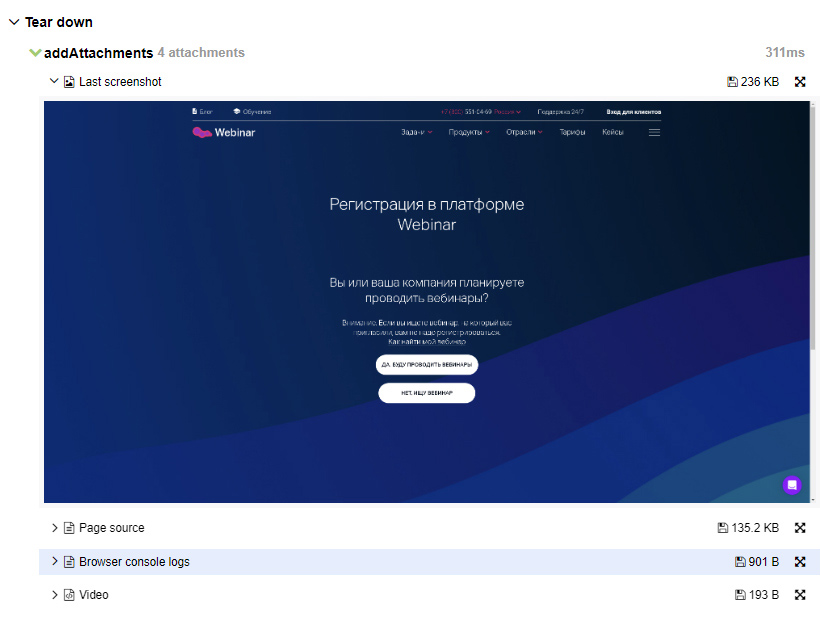 Tear down
addAttachments 4 attachments 311ms
Last screenshot 236 KB
Блог Обучение +7 (800) 551-04-69 Россия Поддержка 24/7 Вход для клиентов
Webinar Задачи Продукты Отрасли Тарифы Кейсы
Регистрация в платформе
Webinar
Вы или ваша компания планируете
проводить вебинары?
Внимание. Если вы ищете вебинар, на который вас
пригласили, вам не надо регистрироваться.
Как найти мой вебинар
ДА, БУДУ ПРОВОДИТЬ ВЕБИНАРЫ
НЕТ, ИЩУ ВЕБИНАР
Page source 135.2 KB
Browser console logs 901 B
Video 193 B